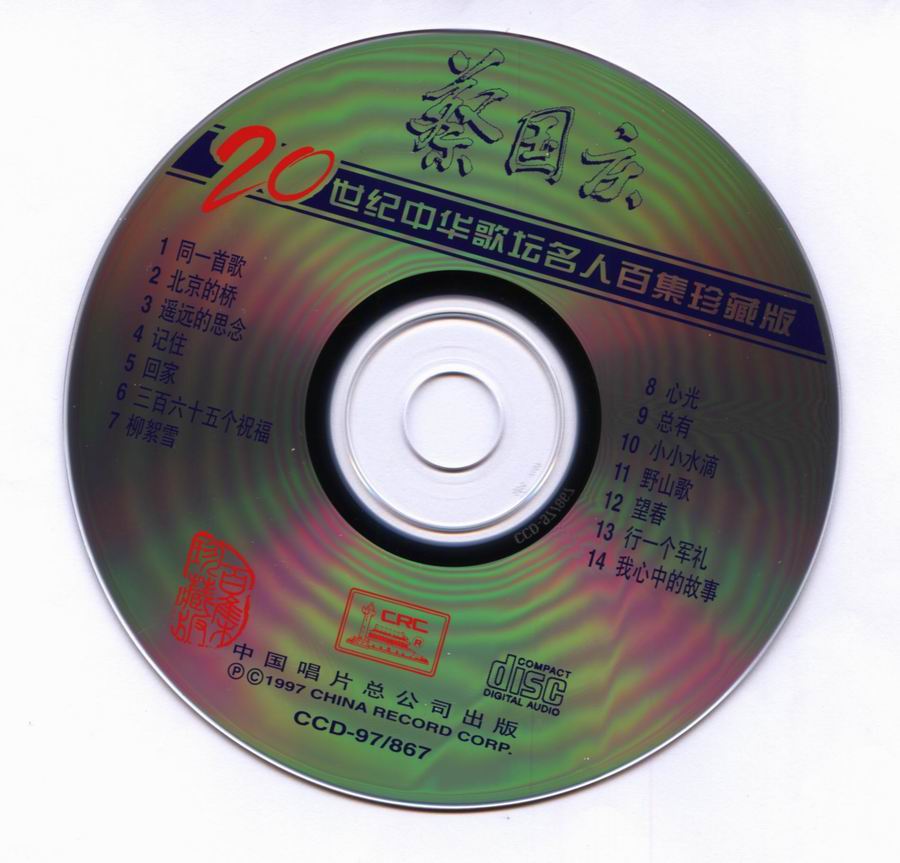 蔡国庆
20世纪中华歌坛名人百集珍藏版
1 同一首歌
2 北京的桥
3 遥远的思念
4 记住
5 回家
6 三百六十五个祝福
7 柳絮雪
8 心光
9 总有
10 小小水滴
11 野山歌
12 望春
13 行一个军礼
14 我心中的故事
百集
珍藏版
CRC
®
中国唱片总公司出版
Ⓟ©1997 CHINA RECORD CORP.
CCD-97/867
COMPACT
disc
DIGITAL AUDIO